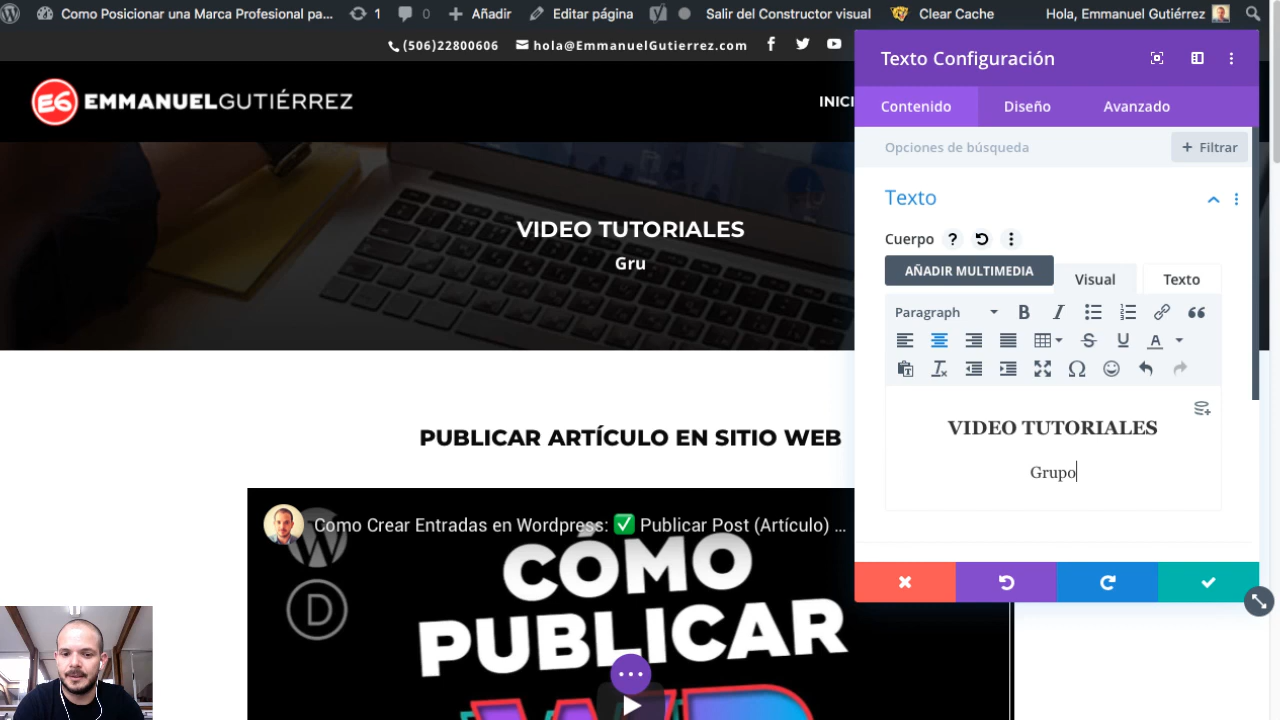 Como Posicionar una Marca Profesional pa...
1
0
Añadir
Editar página
Salir del Constructor visual
Clear Cache
Hola, Emmanuel Gutiérrez
(506)22800606
hola@EmmanuelGutierrez.com
EG EMMANUELGUTIÉRREZ
INICI
VIDEO TUTORIALES
Gru
PUBLICAR ARTÍCULO EN SITIO WEB
Como Crear Entradas en Wordpress: ✅ Publicar Post (Artículo) ...
CÓMO
PUBLICAR
Texto Configuración
Contenido
Diseño
Avanzado
Opciones de búsqueda
+ Filtrar
Texto
Cuerpo
AÑADIR MULTIMEDIA
Visual
Texto
Paragraph
VIDEO TUTORIALES
Grupo